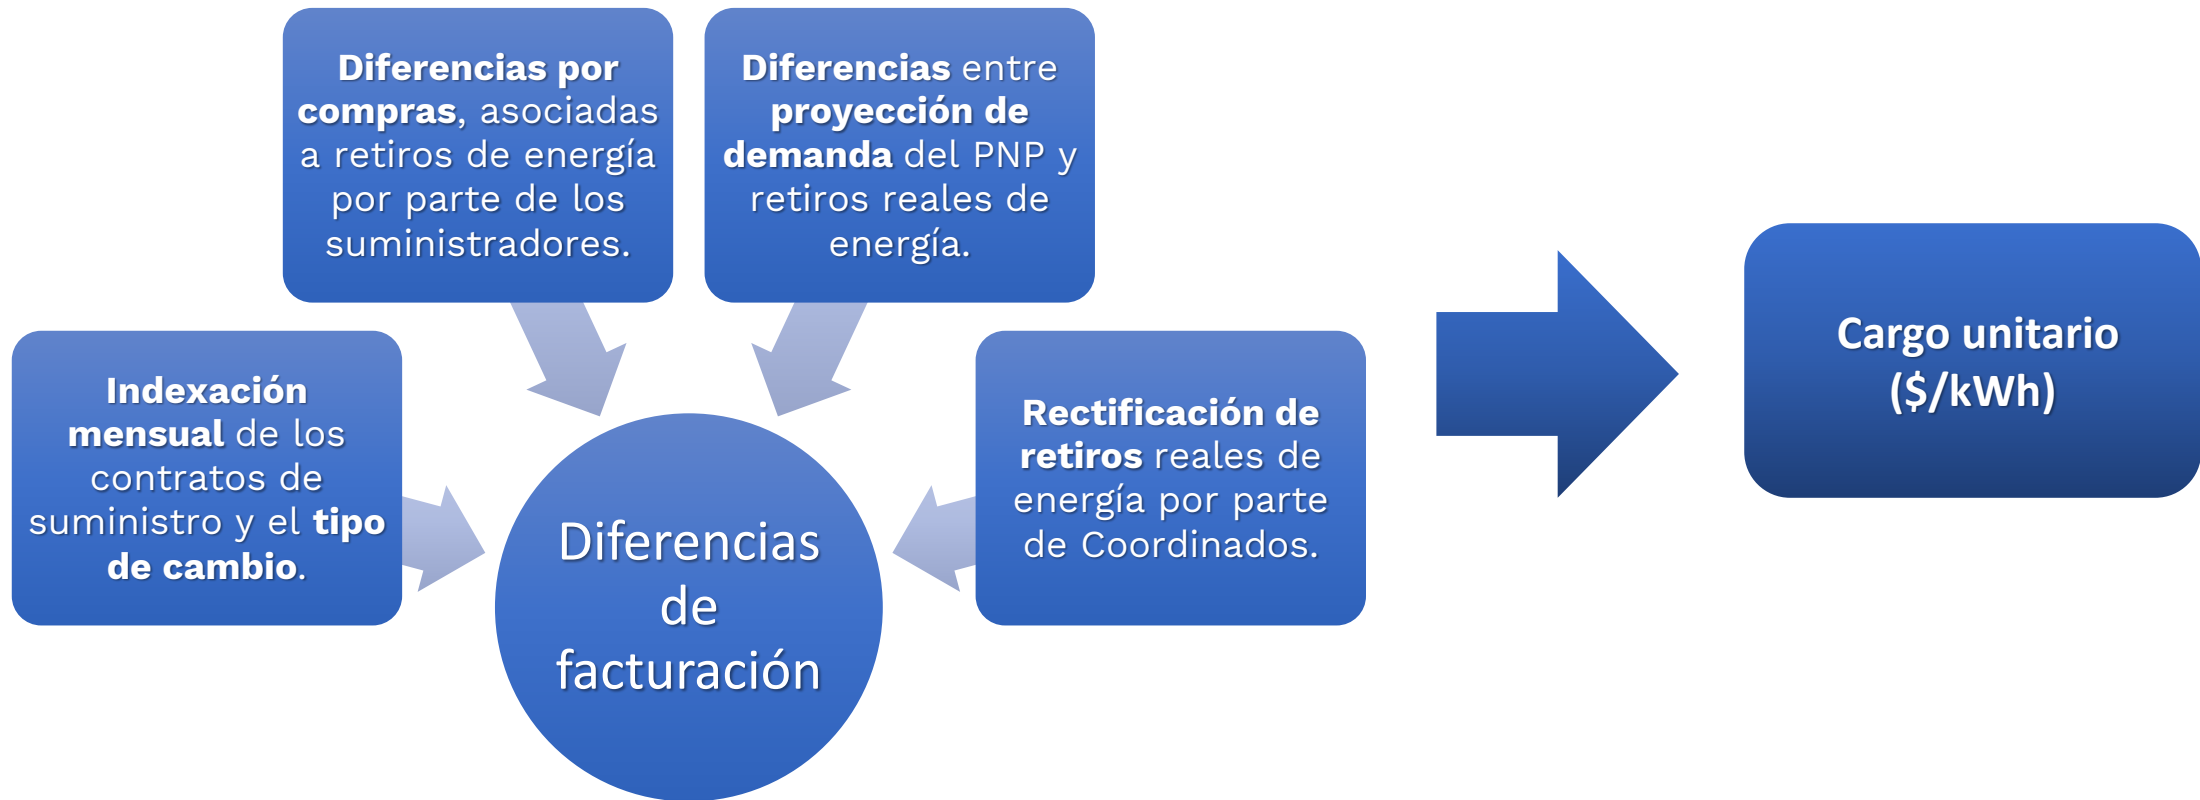 Diferencias por
compras, asociadas
a retiros de energía
por parte de los
suministradores.
Diferencias entre
proyección de
demanda del PNP y
retiros reales de
energía.
Indexación
mensual de los
contratos de
suministro y el tipo
de cambio.
Rectificación de
retiros reales de
energía por parte
de Coordinados.
Diferencias
de
facturación
Cargo unitario
($/kWh)